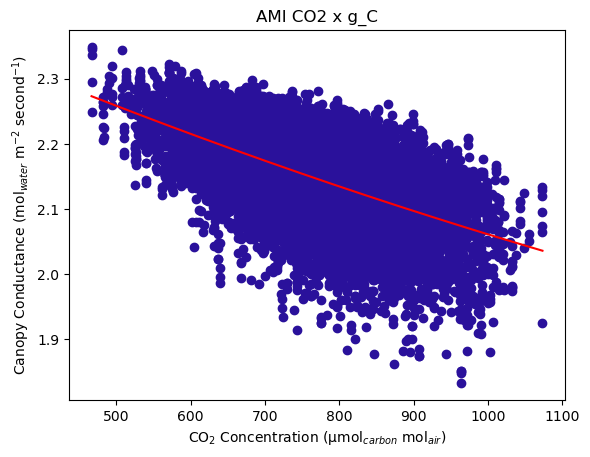 AMI CO2 x g_C
Canopy Conductance (mol_water m⁻² second⁻¹)
2.3
2.2
2.1
2.0
1.9
500 600 700 800 900 1000 1100
CO₂ Concentration (µmol_carbon mol_air)